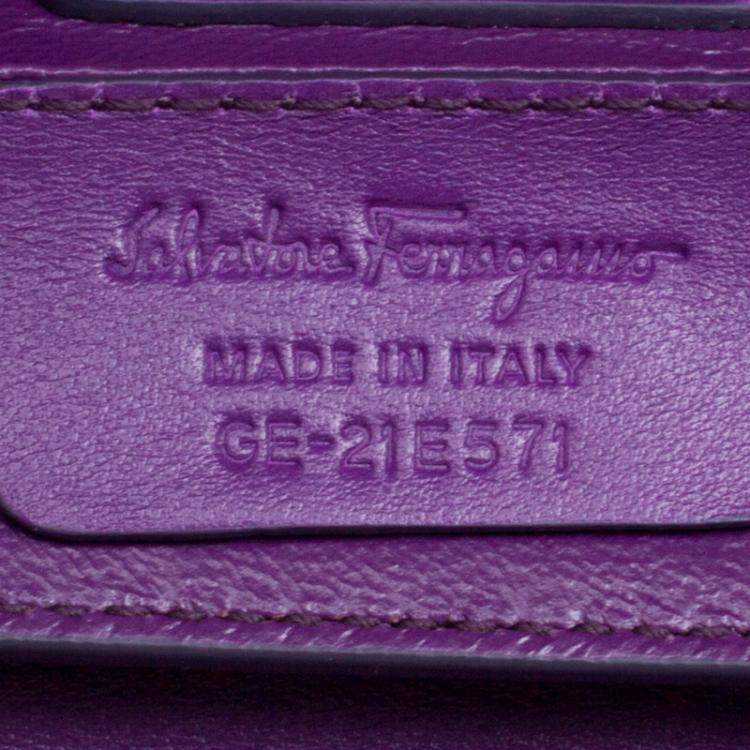 Salvatore Ferragamo
MADE IN ITALY
GE-21E571